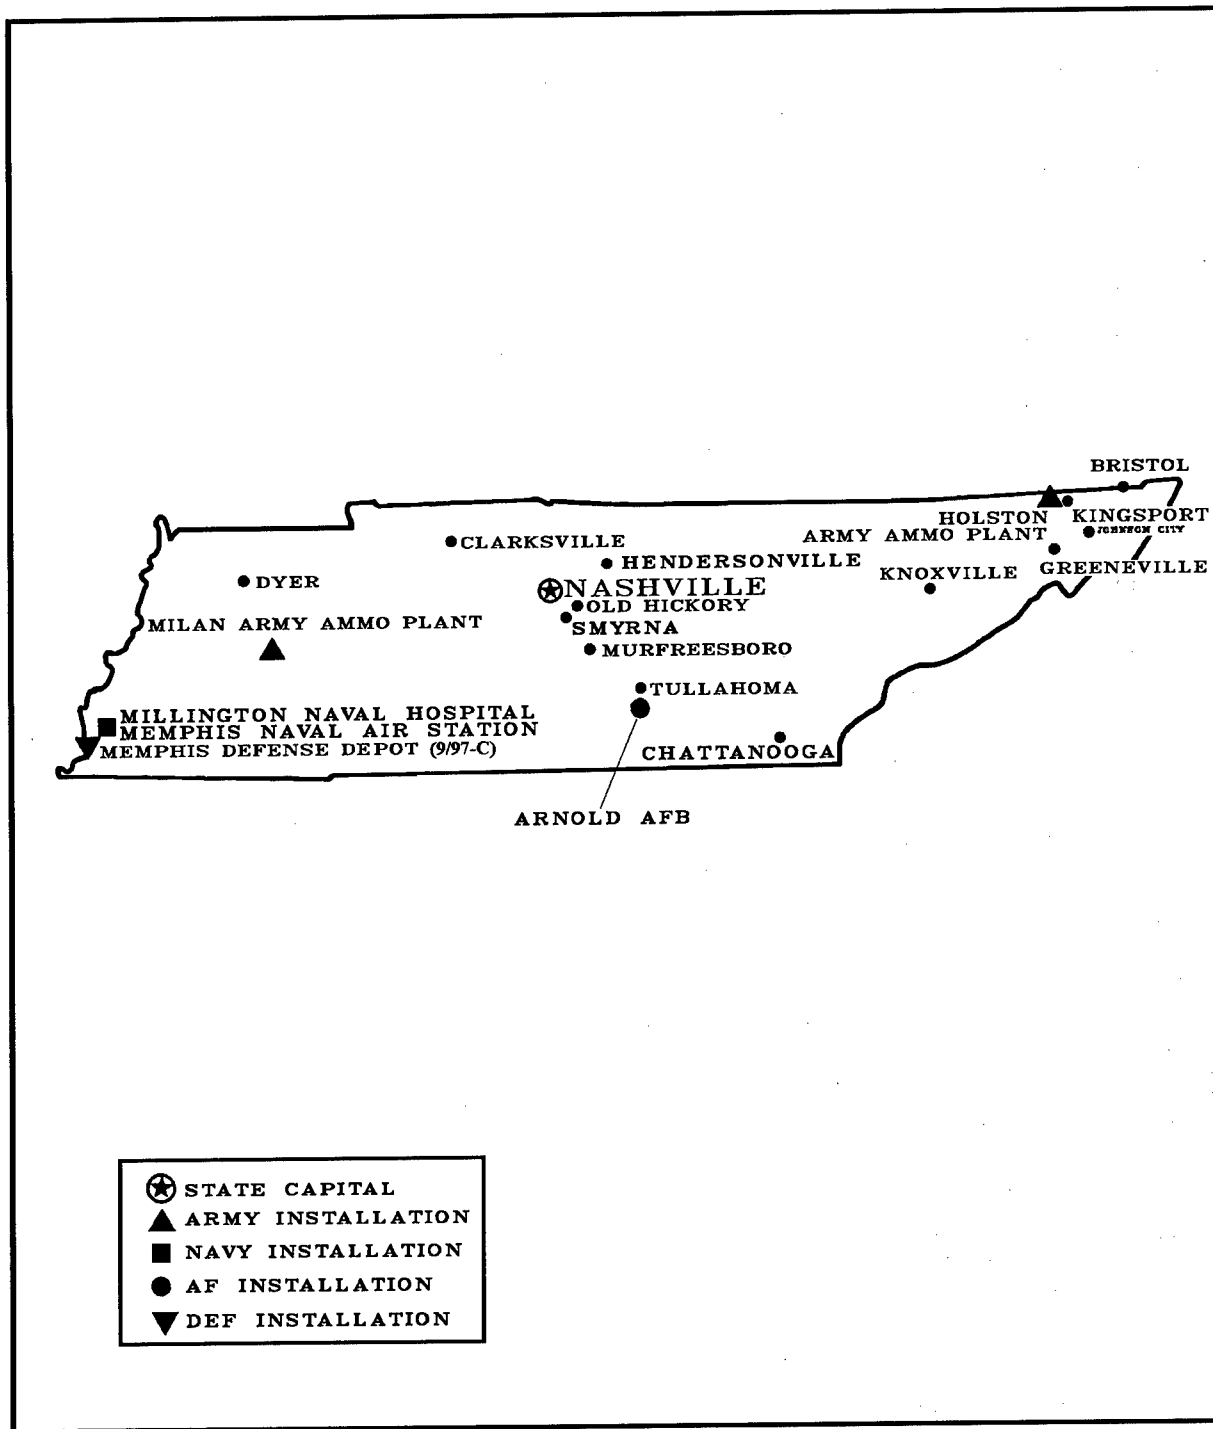 BRISTOL
HOLSTON
ARMY AMMO PLANT
KINGSPORT
JOHNSON CITY
CLARKSVILLE
HENDERSONVILLE
KNOXVILLE
GREENEVILLE
DYER
NASHVILLE
OLD HICKORY
MILAN ARMY AMMO PLANT
SMYRNA
MURFREESBORO
TULLAHOMA
MILLINGTON NAVAL HOSPITAL
MEMPHIS NAVAL AIR STATION
MEMPHIS DEFENSE DEPOT (9/97-C)
CHATTANOOGA
ARNOLD AFB
STATE CAPITAL
ARMY INSTALLATION
NAVY INSTALLATION
AF INSTALLATION
DEF INSTALLATION